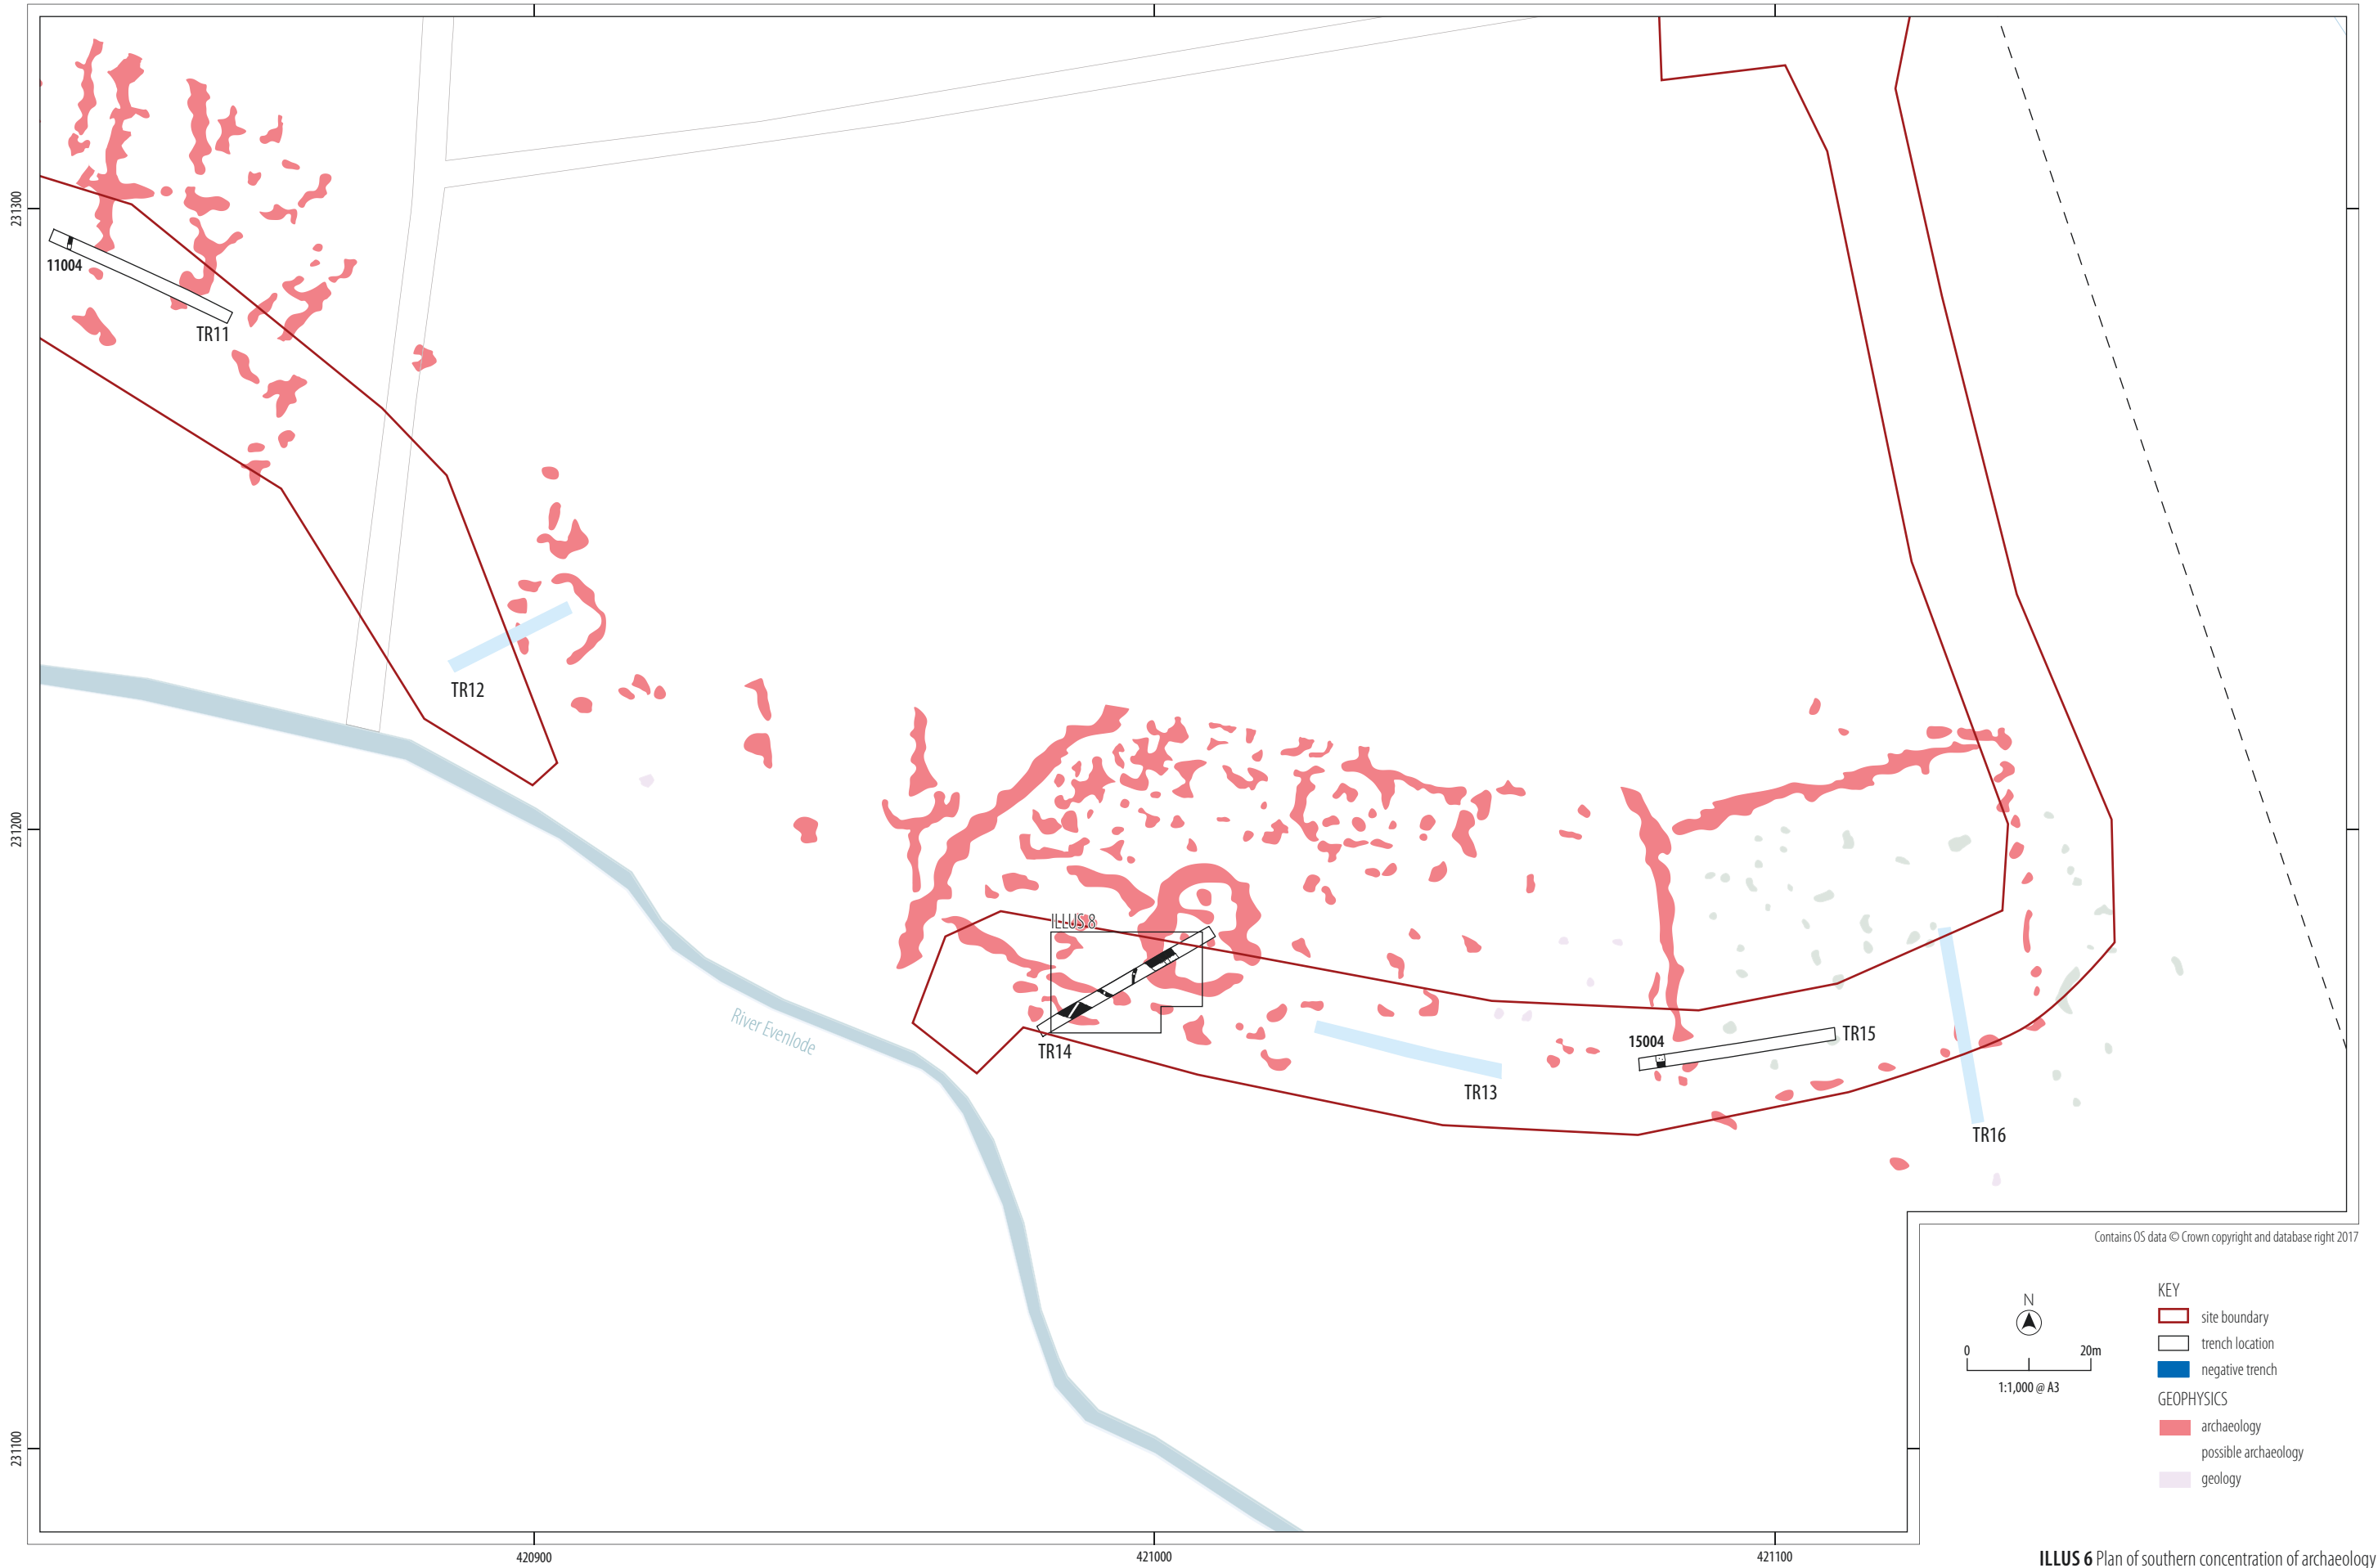 231300
11004
TR11
TR12
231200
ILLUS 8
River Evenlode
TR14
15004
TR15
TR13
TR16
Contains OS data © Crown copyright and database right 2017
KEY
N
site boundary
trench location
0 20m
negative trench
1:1,000 @ A3
GEOPHYSICS
archaeology
231100
possible archaeology
geology
420900
421000
421100
ILLUS 6 Plan of southern concentration of archaeology